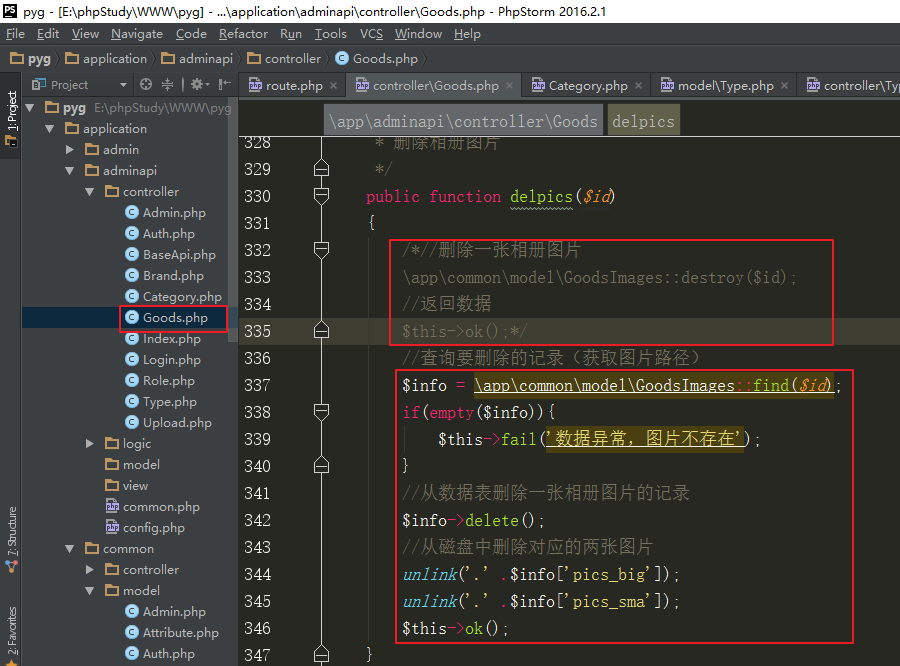 pyg - [E:\phpStudy\WWW\pyg] - ...\application\adminapi\controller\Goods.php - PhpStorm 2016.2.1
File Edit View Navigate Code Refactor Run Tools VCS Window Help
pyg application adminapi controller Goods.php
Project
route.php controller\Goods.php Category.php model\Type.php controller\Typ
1: Project
7: Structure
2: Favorites
pyg E:\phpStudy\WWW\pyg
application
admin
adminapi
controller
Admin.php
Auth.php
BaseApi.php
Brand.php
Category.php
Goods.php
Index.php
Login.php
Role.php
Type.php
Upload.php
logic
model
view
common.php
config.php
common
controller
model
Admin.php
Attribute.php
Auth.php
\app\adminapi\controller\Goods delpics
328 * 删除相册图片
329 */
330 public function delpics($id)
331 {
332 /*//删除一张相册图片
333 \app\common\model\GoodsImages::destroy($id);
334 //返回数据
335 $this->ok();*/
336 //查询要删除的记录（获取图片路径）
337 $info = \app\common\model\GoodsImages::find($id);
338 if(empty($info)){
339 $this->fail('数据异常，图片不存在');
340 }
341 //从数据表删除一张相册图片的记录
342 $info->delete();
343 //从磁盘中删除对应的两张图片
344 unlink('.' .$info['pics_big']);
345 unlink('.' .$info['pics_sma']);
346 $this->ok();
347 }